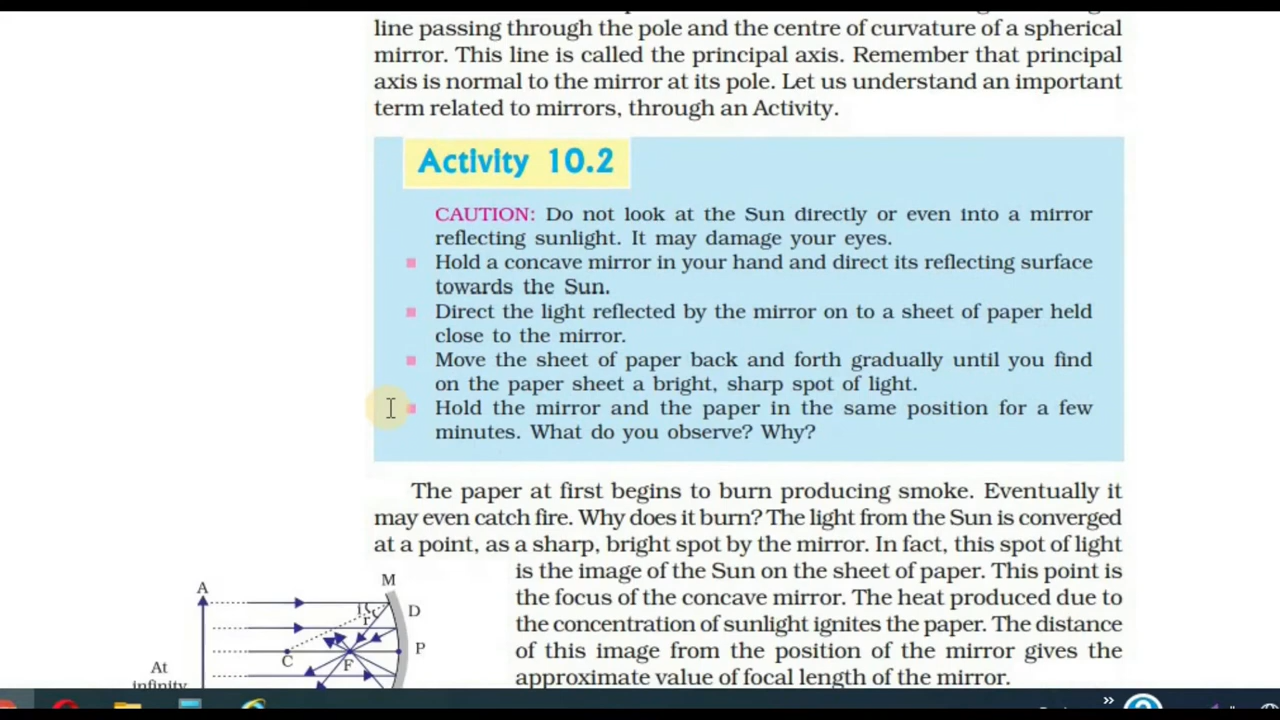 line passing through the pole and the centre of curvature of a spherical
mirror. This line is called the principal axis. Remember that principal
axis is normal to the mirror at its pole. Let us understand an important
term related to mirrors, through an Activity.
Activity 10.2
CAUTION: Do not look at the Sun directly or even into a mirror
reflecting sunlight. It may damage your eyes.
Hold a concave mirror in your hand and direct its reflecting surface
towards the Sun.
Direct the light reflected by the mirror on to a sheet of paper held
close to the mirror.
Move the sheet of paper back and forth gradually until you find
on the paper sheet a bright, sharp spot of light.
Hold the mirror and the paper in the same position for a few
minutes. What do you observe? Why?
The paper at first begins to burn producing smoke. Eventually it
may even catch fire. Why does it burn? The light from the Sun is converged
at a point, as a sharp, bright spot by the mirror. In fact, this spot of light
is the image of the Sun on the sheet of paper. This point is
the focus of the concave mirror. The heat produced due to
the concentration of sunlight ignites the paper. The distance
of this image from the position of the mirror gives the
approximate value of focal length of the mirror.
A
M
i
r
D
P
C
F
At
infinity